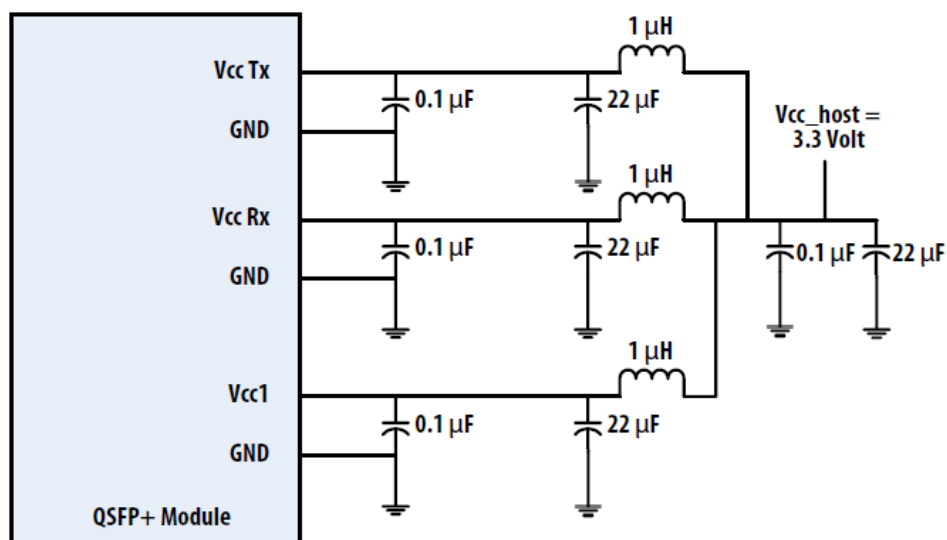 1 µH
Vcc Tx
0.1 µF
22 µF
GND
Vcc_host =
3.3 Volt
1 µH
Vcc Rx
0.1 µF
22 µF
0.1 µF
22 µF
GND
1 µH
Vcc1
0.1 µF
22 µF
GND
QSFP+ Module